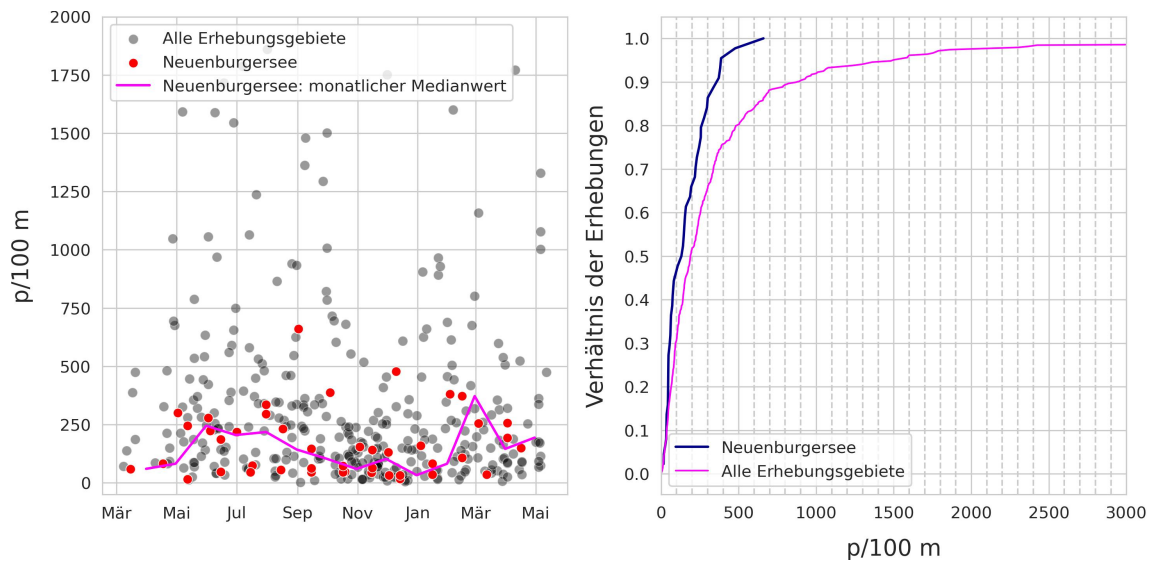 2000
1750
1500
1250
1000
750
500
250
0
p/100 m
Alle Erhebungsgebiete
Neuenburgersee
Neuenburgersee: monatlicher Medianwert
Mär
Mai
Jul
Sep
Nov
Jan
Mär
Mai
1.0
0.9
0.8
0.7
0.6
0.5
0.4
0.3
0.2
0.1
0.0
Verhältnis der Erhebungen
Neuenburgersee
Alle Erhebungsgebiete
0
500
1000
1500
2000
2500
3000
p/100 m